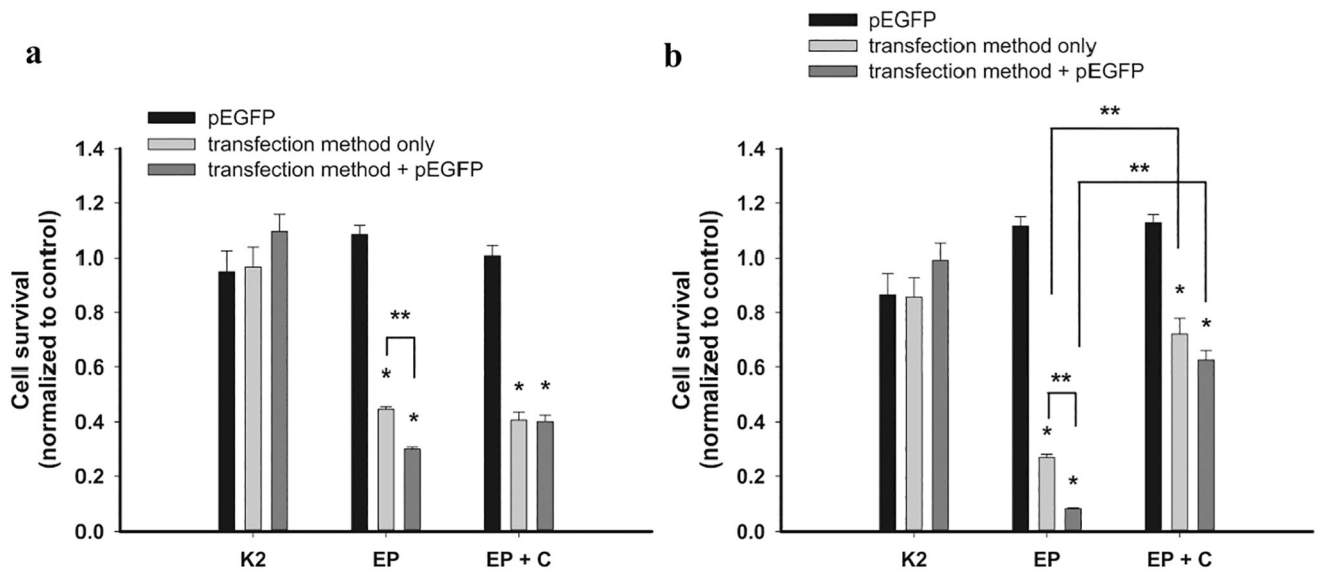 a
pEGFP
transfection method only
transfection method + pEGFP
Cell survival
(normalized to control)
1.4
1.2
1.0
0.8
0.6
0.4
0.2
0.0
**
*
*
*
*
K2
EP
EP + C
b
pEGFP
transfection method only
transfection method + pEGFP
Cell survival
(normalized to control)
1.4
1.2
1.0
0.8
0.6
0.4
0.2
0.0
**
**
*
*
**
*
*
K2
EP
EP + C